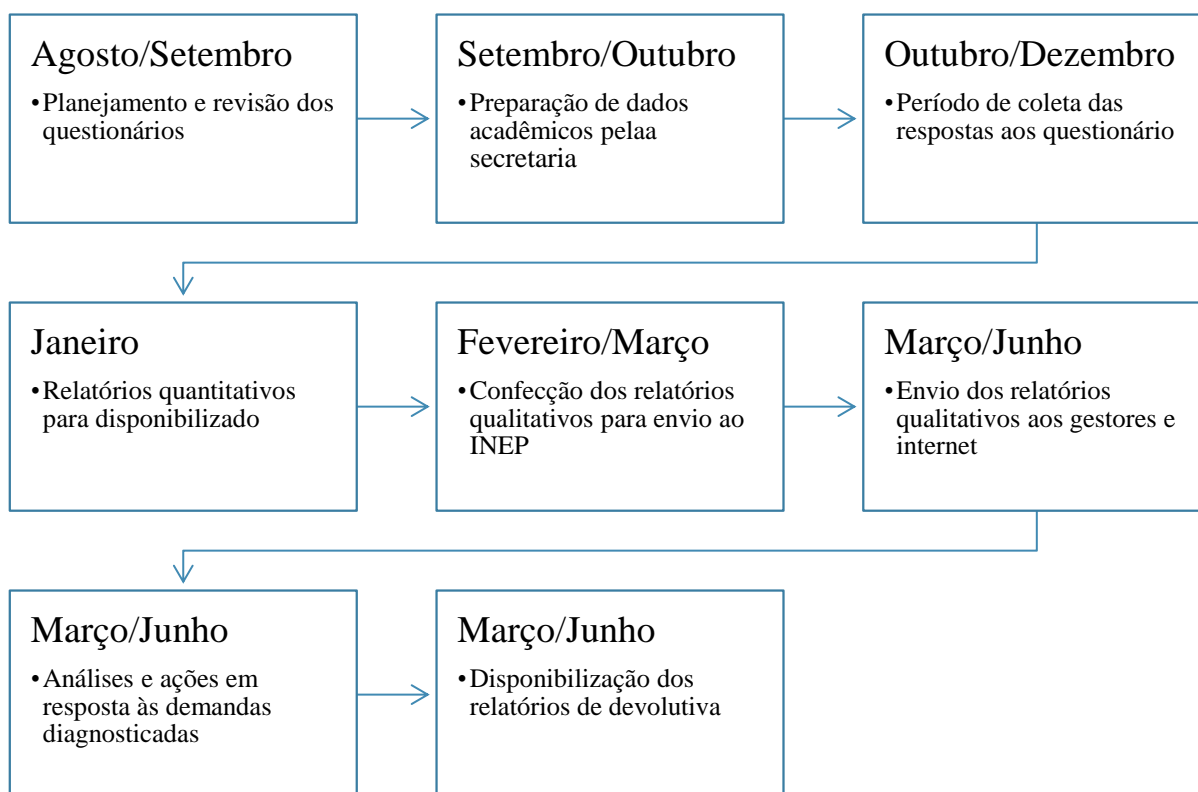 Agosto/Setembro
•Planejamento e revisão dos
questionários
Setembro/Outubro
•Preparação de dados
acadêmicos pelaa
secretaria
Outubro/Dezembro
•Período de coleta das
respostas aos questionário
Janeiro
•Relatórios quantitativos
para disponibilizado
Fevereiro/Março
•Confecção dos relatórios
qualitativos para envio ao
INEP
Março/Junho
•Envio dos relatórios
qualitativos aos gestores e
internet
Março/Junho
•Análises e ações em
resposta às demandas
diagnosticadas
Março/Junho
•Disponibilização dos
relatórios de devolutiva